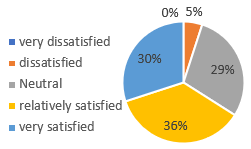 0% 5%
very dissatisfied
dissatisfied
30%
Neutral
29%
relatively satisfied
36%
very satisfied